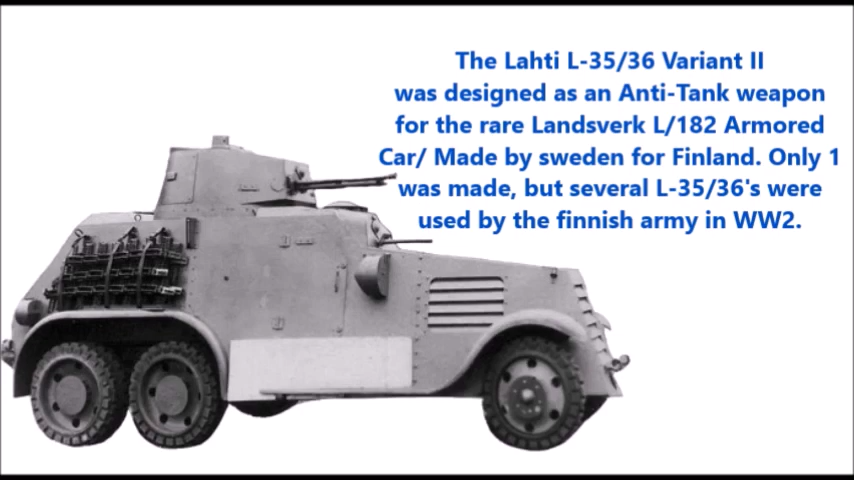 The Lahti L-35/36 Variant II
was designed as an Anti-Tank weapon
for the rare Landsverk L/182 Armored
Car/ Made by sweden for Finland. Only 1
was made, but several L-35/36's were
used by the finnish army in WW2.